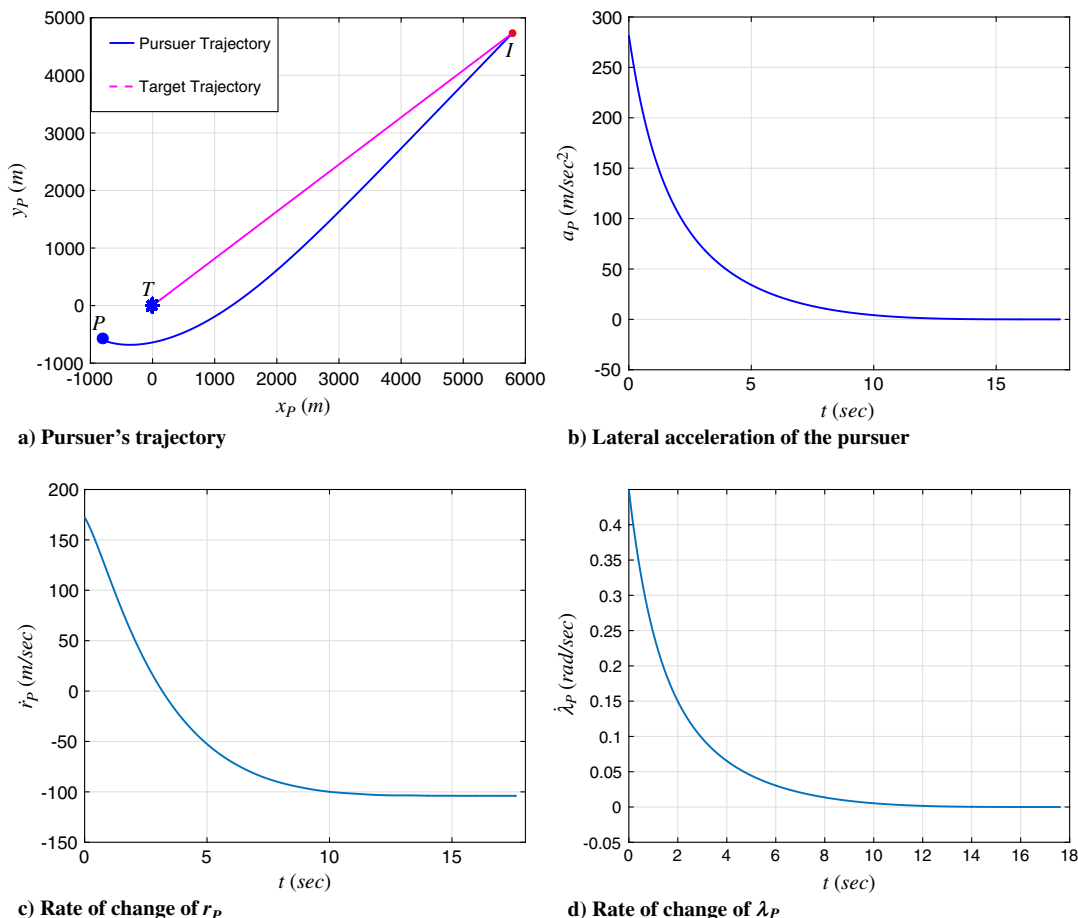 5000
4000
3000
2000
1000
0
-1000
-1000 0 1000 2000 3000 4000 5000 6000
y_P (m)
x_P (m)
Pursuer Trajectory
Target Trajectory
I
T
P
a) Pursuer's trajectory
300
250
200
150
100
50
0
-50
0 5 10 15
a_P (m/sec²)
t (sec)
b) Lateral acceleration of the pursuer
200
150
100
50
0
-50
-100
-150
0 5 10 15
ṙ_P (m/sec)
t (sec)
c) Rate of change of r_P
0.4
0.35
0.3
0.25
0.2
0.15
0.1
0.05
0
-0.05
0 2 4 6 8 10 12 14 16 18
λ̇_P (rad/sec)
t (sec)
d) Rate of change of λ_P